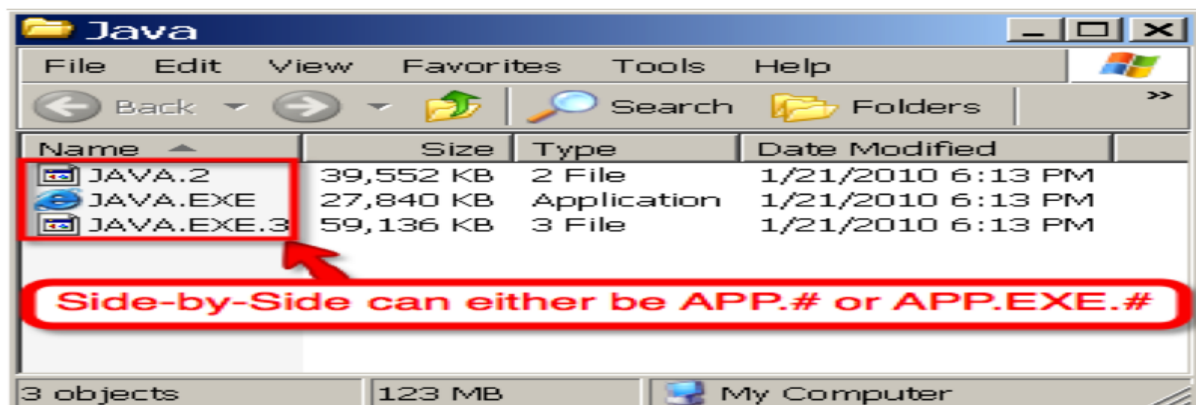 Java
File Edit View Favorites Tools Help
Back Search Folders »
Name Size Type Date Modified
JAVA.2 39,552 KB 2 File 1/21/2010 6:13 PM
JAVA.EXE 27,840 KB Application 1/21/2010 6:13 PM
JAVA.EXE.3 59,136 KB 3 File 1/21/2010 6:13 PM
Side-by-Side can either be APP.# or APP.EXE.#
3 objects 123 MB My Computer